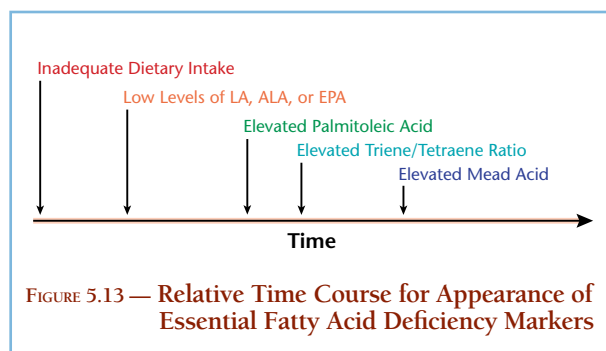 Inadequate Dietary Intake
Low Levels of LA, ALA, or EPA
Elevated Palmitoleic Acid
Elevated Triene/Tetraene Ratio
Elevated Mead Acid
Time
FIGURE 5.13 — Relative Time Course for Appearance of
Essential Fatty Acid Deficiency Markers